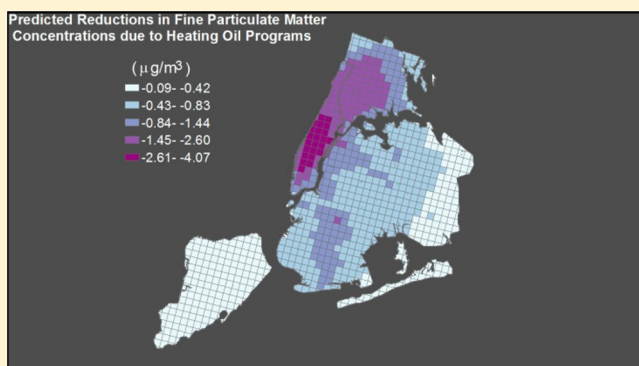 Predicted Reductions in Fine Particulate Matter
Concentrations due to Heating Oil Programs
(µg/m³)
-0.09- -0.42
-0.43- -0.83
-0.84- -1.44
-1.45- -2.60
-2.61- -4.07